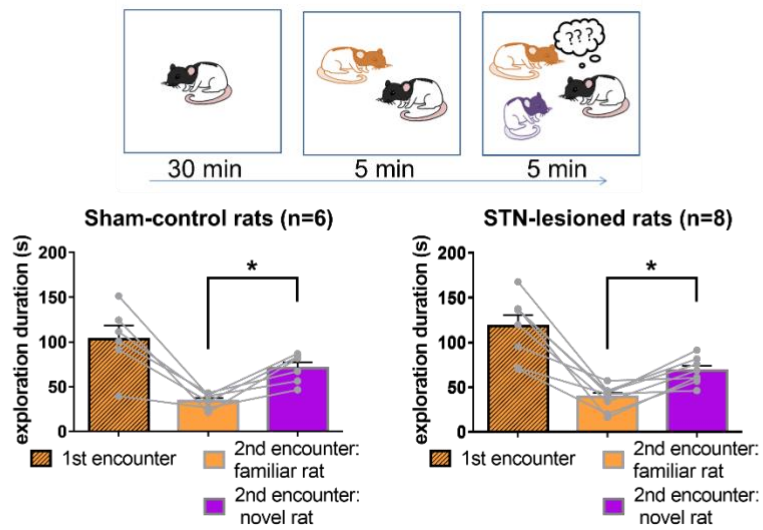 ???
30 min
5 min
5 min
Sham-control rats (n=6)
STN-lesioned rats (n=8)
exploration duration (s)
200
150
100
50
0
*
exploration duration (s)
200
150
100
50
0
*
1st encounter
2nd encounter:
familiar rat
2nd encounter:
novel rat
1st encounter
2nd encounter:
familiar rat
2nd encounter:
novel rat